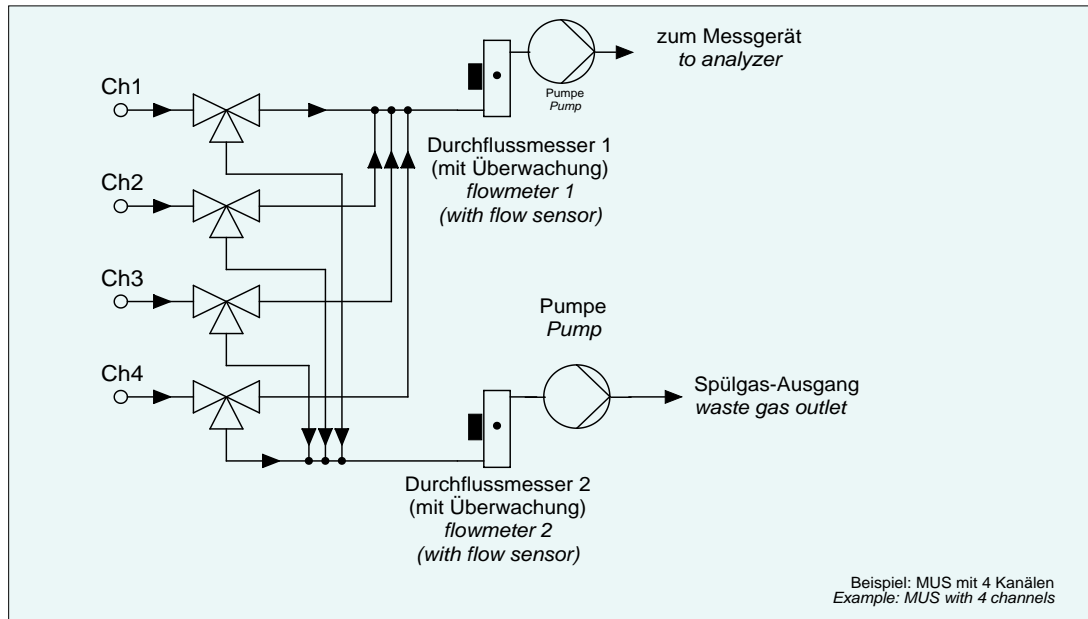 zum Messgerät
to analyzer
Pumpe
Pump
Ch1
Durchflussmesser 1
(mit Überwachung)
flowmeter 1
(with flow sensor)
Ch2
Ch3
Pumpe
Pump
Ch4
Spülgas-Ausgang
waste gas outlet
Durchflussmesser 2
(mit Überwachung)
flowmeter 2
(with flow sensor)
Beispiel: MUS mit 4 Kanälen
Example: MUS with 4 channels